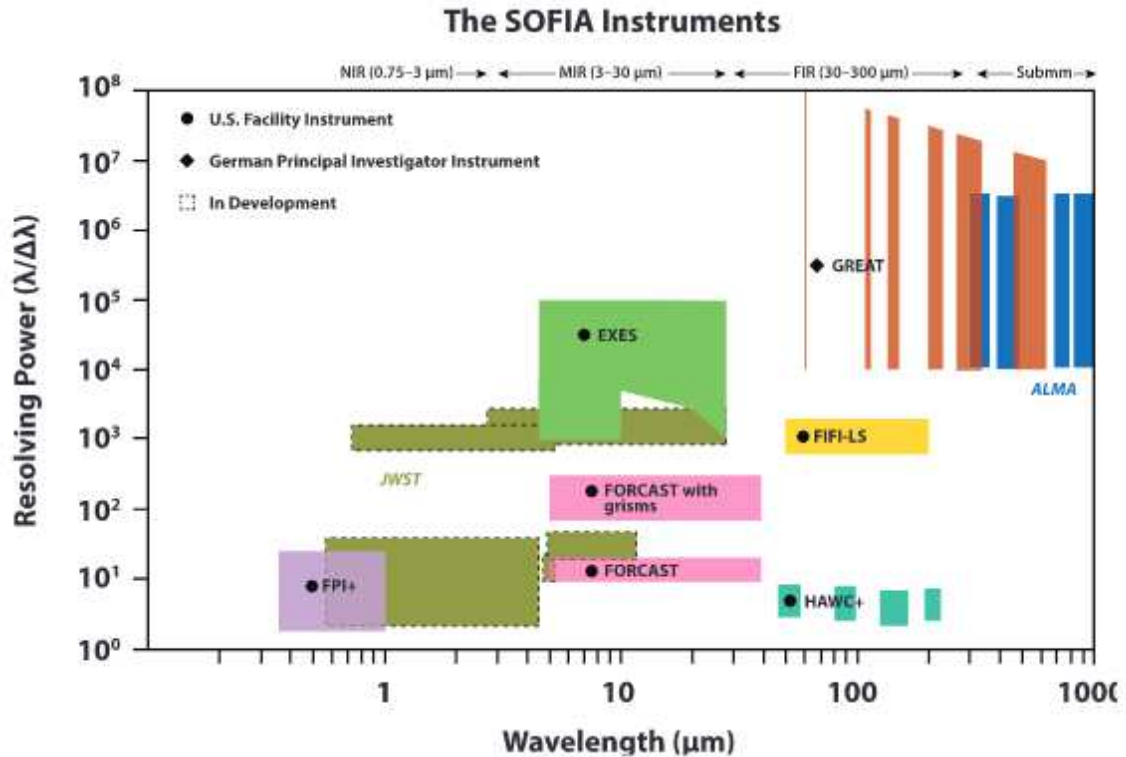 The SOFIA Instruments
NIR (0.75–3 μm)
MIR (3–30 μm)
FIR (30–300 μm)
Submm
U.S. Facility Instrument
German Principal Investigator Instrument
In Development
Resolving Power (λ/Δλ)
10⁸
10⁷
10⁶
10⁵
10⁴
10³
10²
10¹
10⁰
GREAT
EXES
ALMA
FIFI-LS
JWST
FORCAST with
grisms
FORCAST
FPI+
HAWC+
1
10
100
100
Wavelength (μm)